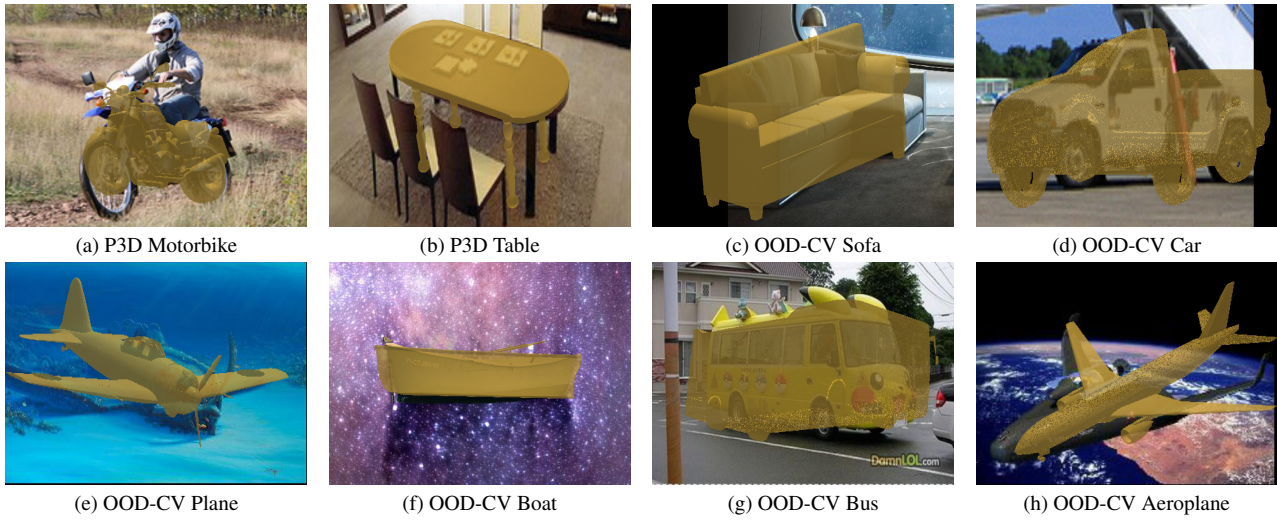 (a) P3D Motorbike
(b) P3D Table
(c) OOD-CV Sofa
(d) OOD-CV Car
DamnLOL.com
(e) OOD-CV Plane
(f) OOD-CV Boat
(g) OOD-CV Bus
(h) OOD-CV Aeroplane